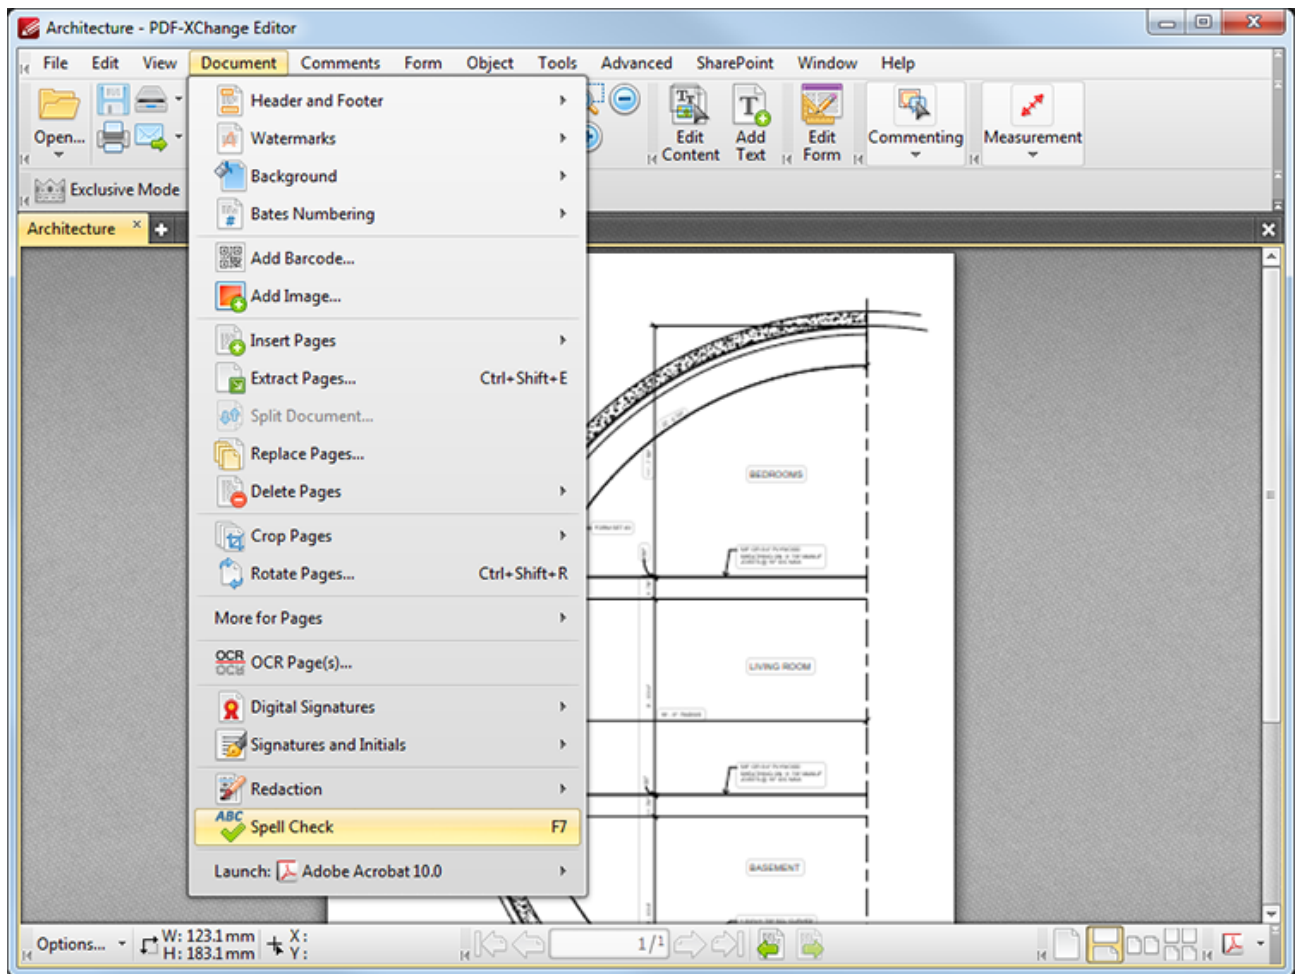 Architecture - PDF-XChange Editor
File Edit View Document Comments Form Object Tools Advanced SharePoint Window Help
Open...
Edit Content
Add Text
Edit Form
Commenting
Measurement
Exclusive Mode
Architecture
Header and Footer
Watermarks
Background
Bates Numbering
Add Barcode...
Add Image...
Insert Pages
Extract Pages... Ctrl+Shift+E
Split Document...
Replace Pages...
Delete Pages
Crop Pages
Rotate Pages... Ctrl+Shift+R
More for Pages
OCR
OCR Page(s)...
Digital Signatures
Signatures and Initials
Redaction
ABC
Spell Check F7
Launch: Adobe Acrobat 10.0
BEDROOMS
LIVING ROOM
BASEMENT
Options...
W: 123.1 mm
H: 183.1 mm
X:
Y:
1/1